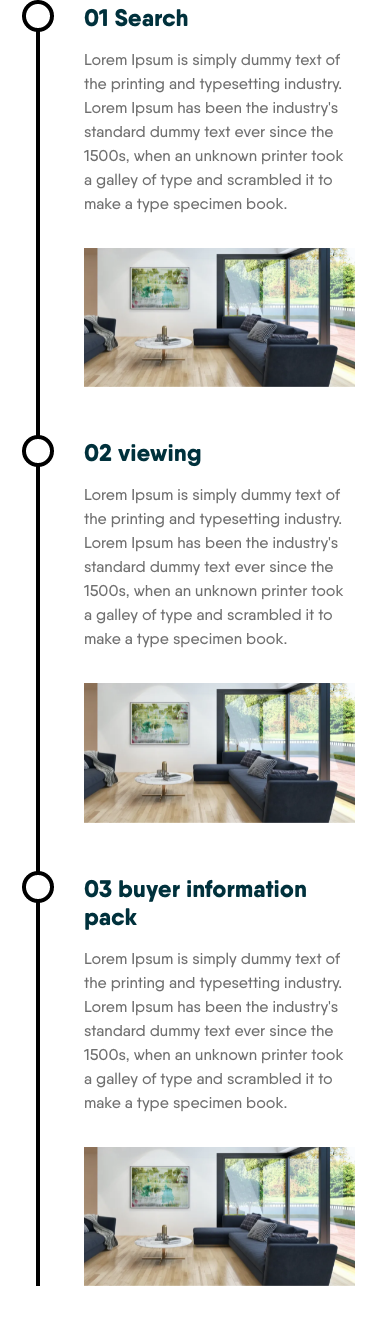 01 Search
Lorem Ipsum is simply dummy text of
the printing and typesetting industry.
Lorem Ipsum has been the industry's
standard dummy text ever since the
1500s, when an unknown printer took
a galley of type and scrambled it to
make a type specimen book.
02 viewing
Lorem Ipsum is simply dummy text of
the printing and typesetting industry.
Lorem Ipsum has been the industry's
standard dummy text ever since the
1500s, when an unknown printer took
a galley of type and scrambled it to
make a type specimen book.
03 buyer information
pack
Lorem Ipsum is simply dummy text of
the printing and typesetting industry.
Lorem Ipsum has been the industry's
standard dummy text ever since the
1500s, when an unknown printer took
a galley of type and scrambled it to
make a type specimen book.